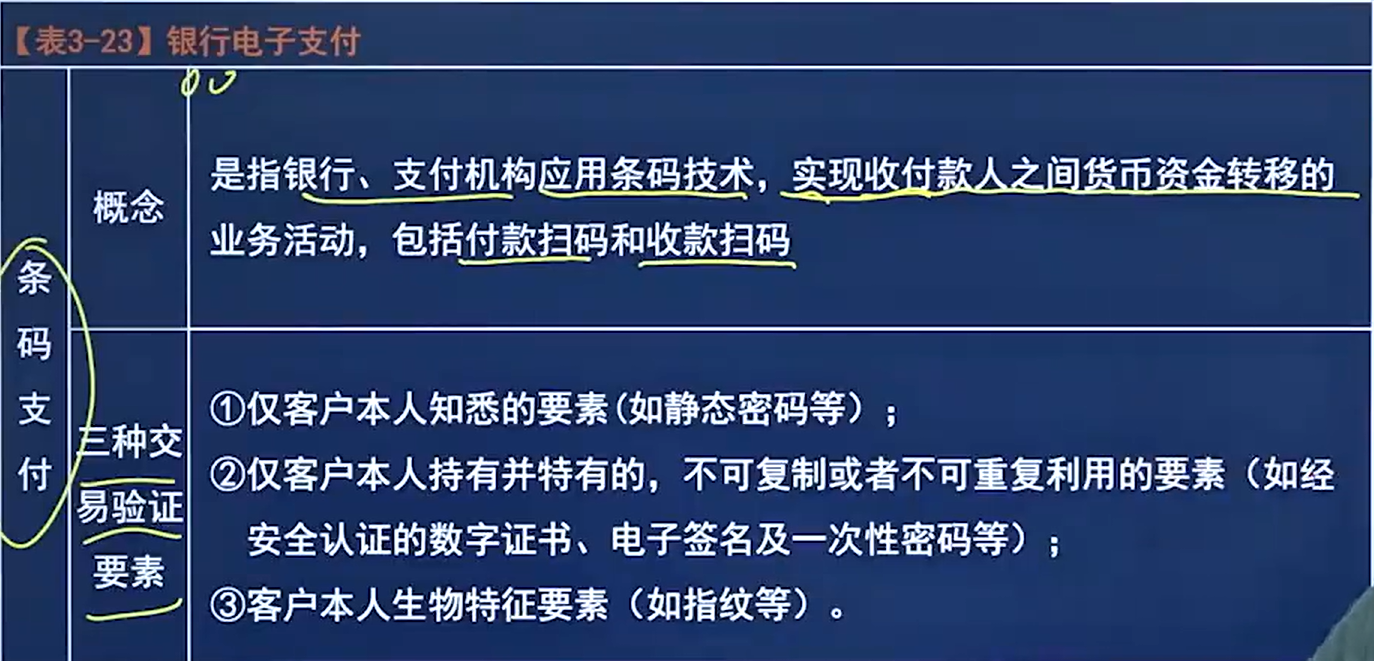 【表3-23】银行电子支付
条码支付
概念
是指银行、支付机构应用条码技术，实现收付款人之间货币资金转移的
业务活动，包括付款扫码和收款扫码
三种交
易验证
要素
①仅客户本人知悉的要素(如静态密码等）；
②仅客户本人持有并特有的，不可复制或者不可重复利用的要素（如经
安全认证的数字证书、电子签名及一次性密码等）；
③客户本人生物特征要素（如指纹等）。